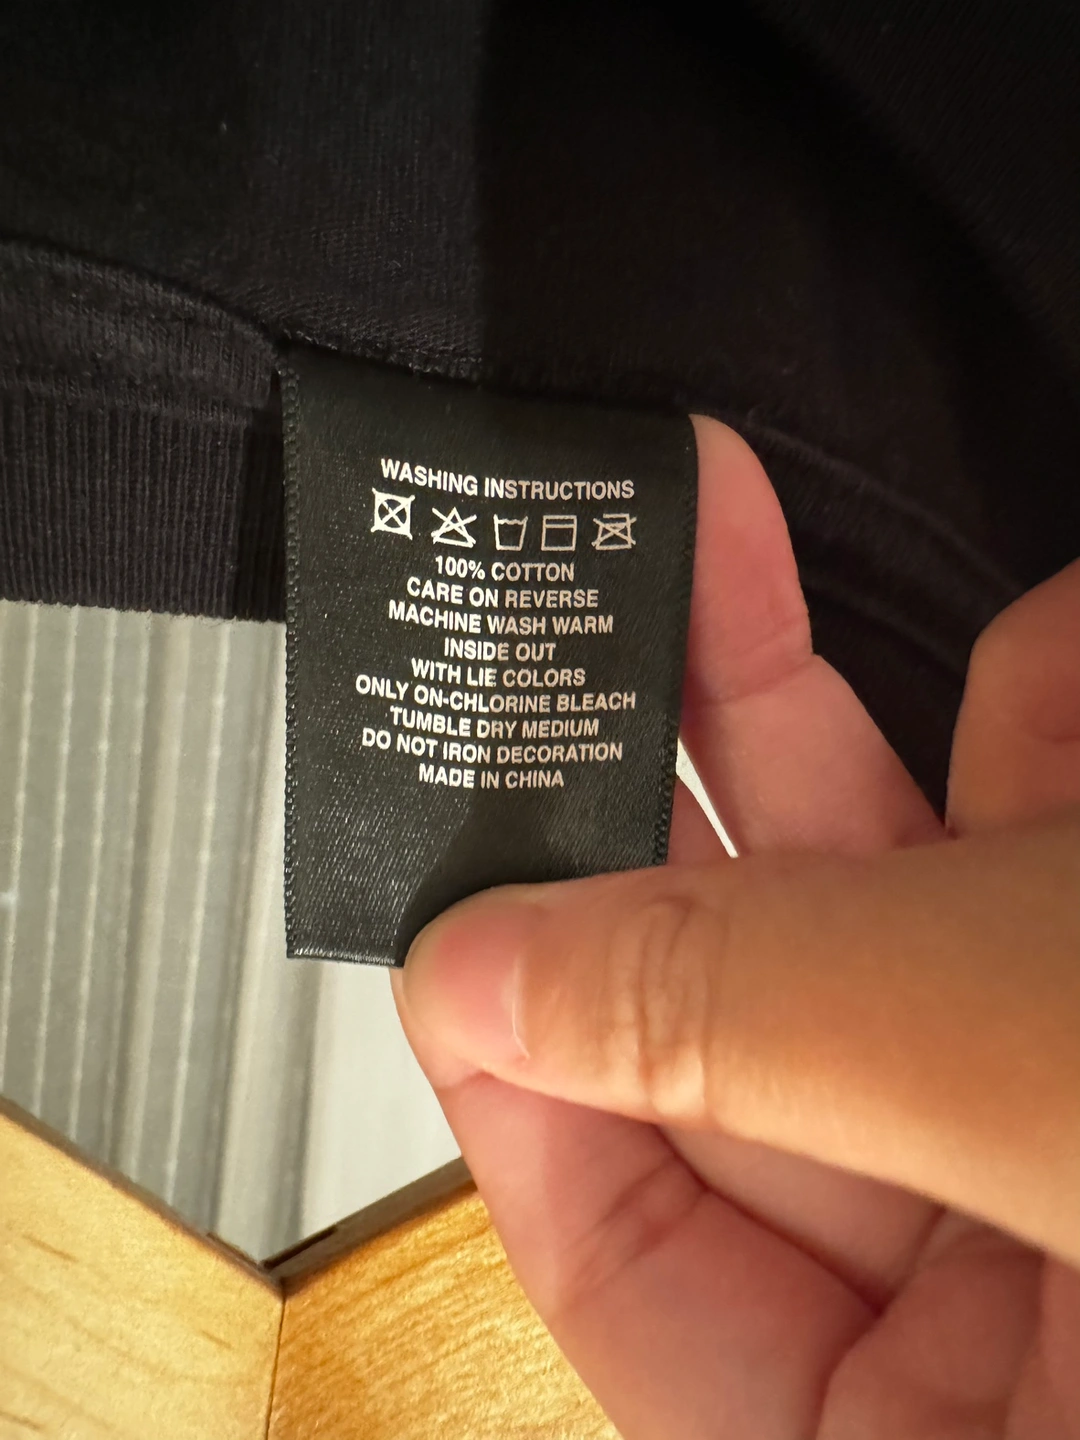 WASHING INSTRUCTIONS
100% COTTON
CARE ON REVERSE
MACHINE WASH WARM
INSIDE OUT
WITH LIE COLORS
ONLY ON-CHLORINE BLEACH
TUMBLE DRY MEDIUM
DO NOT IRON DECORATION
MADE IN CHINA